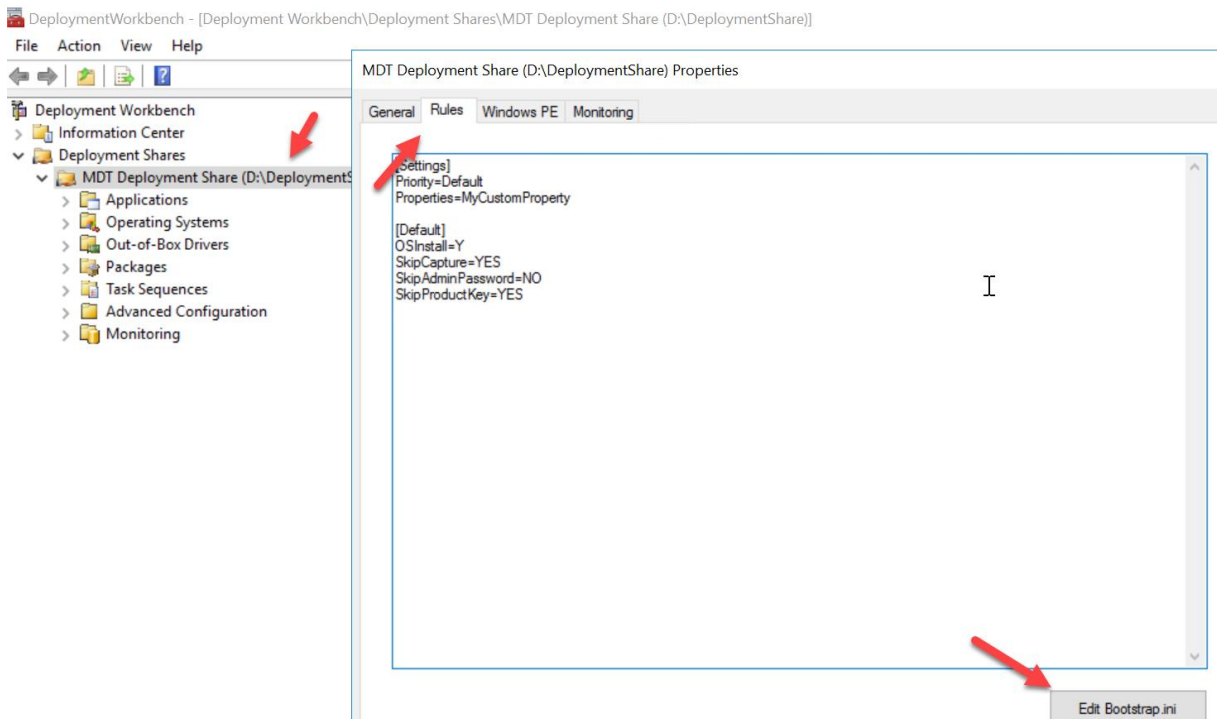 DeploymentWorkbench - [Deployment Workbench\Deployment Shares\MDT Deployment Share (D:\DeploymentShare)]
File Action View Help
Deployment Workbench
Information Center
Deployment Shares
MDT Deployment Share (D:\DeploymentS
Applications
Operating Systems
Out-of-Box Drivers
Packages
Task Sequences
Advanced Configuration
Monitoring
MDT Deployment Share (D:\DeploymentShare) Properties
General Rules Windows PE Monitoring
[Settings]
Priority=Default
Properties=MyCustomProperty
[Default]
OSInstall=Y
SkipCapture=YES
SkipAdminPassword=NO
SkipProductKey=YES
Edit Bootstrap.ini